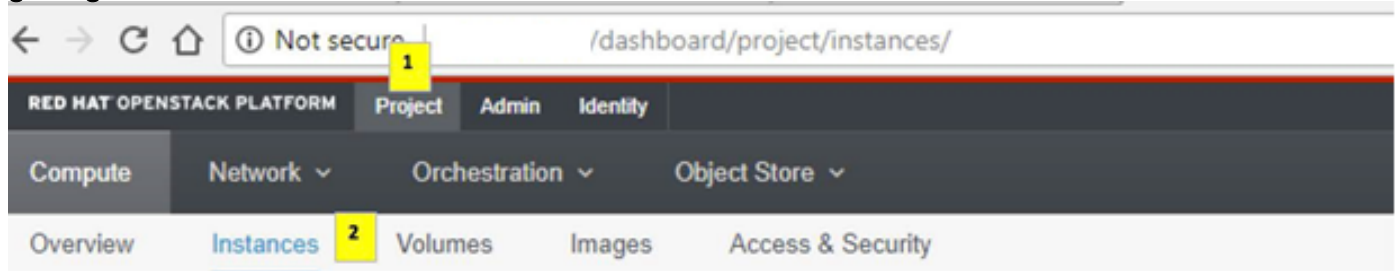 Not secure /dashboard/project/instances/
1
RED HAT OPENSTACK PLATFORM Project Admin Identity
Compute Network Orchestration Object Store
Overview Instances 2 Volumes Images Access & Security